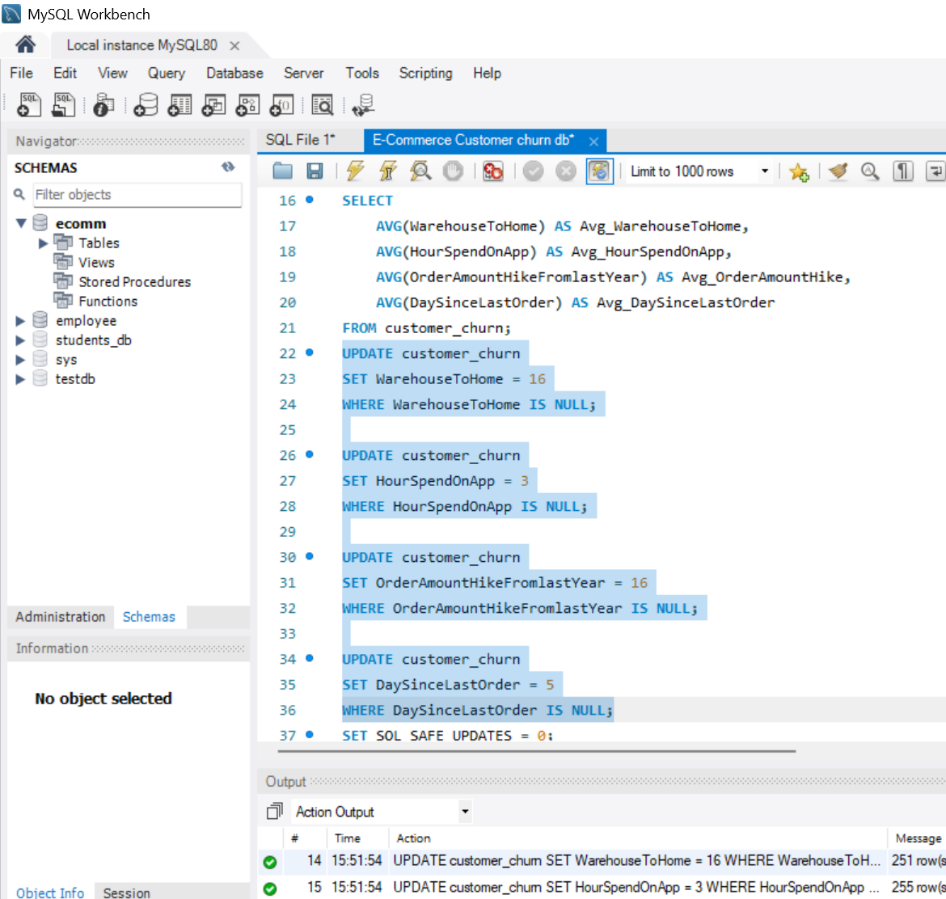 MySQL Workbench
Local instance MySQL80
File Edit View Query Database Server Tools Scripting Help
Navigator
SCHEMAS
Filter objects
ecomm
Tables
Views
Stored Procedures
Functions
employee
students_db
sys
testdb
Administration Schemas
Information
No object selected
Object Info Session
SQL File 1* E-Commerce Customer churn db*
Limit to 1000 rows
16 SELECT
17 AVG(WarehouseToHome) AS Avg_WarehouseToHome,
18 AVG(HourSpendOnApp) AS Avg_HourSpendOnApp,
19 AVG(OrderAmountHikeFromlastYear) AS Avg_OrderAmountHike,
20 AVG(DaySinceLastOrder) AS Avg_DaySinceLastOrder
21 FROM customer_churn;
22 UPDATE customer_churn
23 SET WarehouseToHome = 16
24 WHERE WarehouseToHome IS NULL;
25
26 UPDATE customer_churn
27 SET HourSpendOnApp = 3
28 WHERE HourSpendOnApp IS NULL;
29
30 UPDATE customer_churn
31 SET OrderAmountHikeFromlastYear = 16
32 WHERE OrderAmountHikeFromlastYear IS NULL;
33
34 UPDATE customer_churn
35 SET DaySinceLastOrder = 5
36 WHERE DaySinceLastOrder IS NULL;
37 SET SQL_SAFE_UPDATES = 0;
Output
Action Output
# Time Action Message
14 15:51:54 UPDATE customer_churn SET WarehouseToHome = 16 WHERE WarehouseToH... 251 row(s
15 15:51:54 UPDATE customer_churn SET HourSpendOnApp = 3 WHERE HourSpendOnApp ... 255 row(s